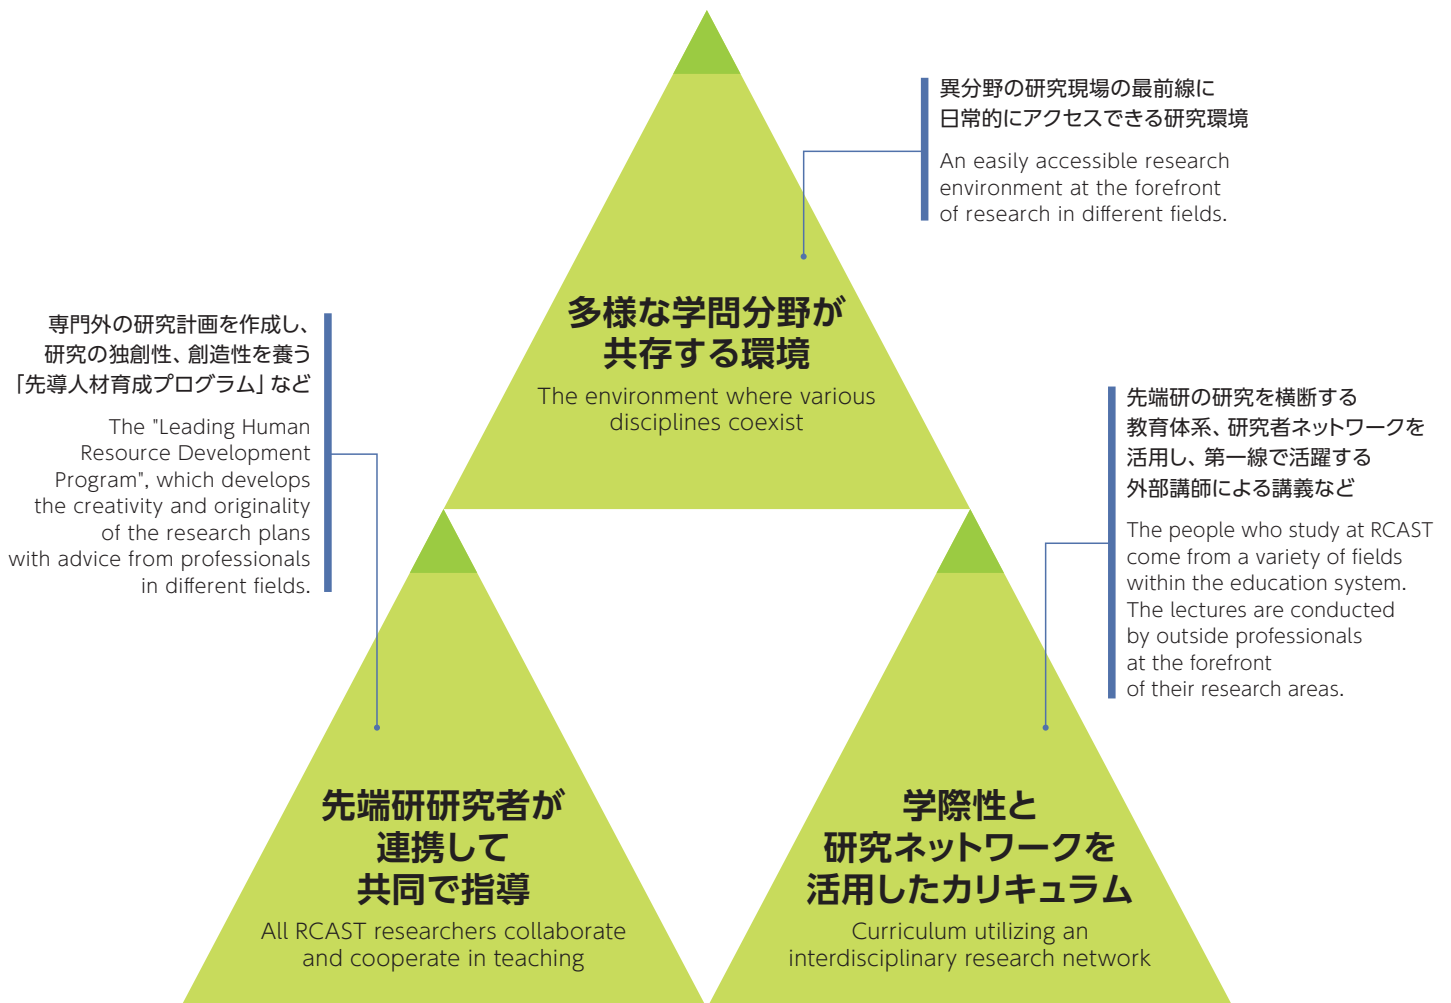 異分野の研究現場の最前線に
日常的にアクセスできる研究環境
An easily accessible research
environment at the forefront
of research in different fields.
多様な学問分野が
共存する環境
The environment where various
disciplines coexist
専門外の研究計画を作成し、
研究の独創性、創造性を養う
「先導人材育成プログラム」など
The "Leading Human
Resource Development
Program", which develops
the creativity and originality
of the research plans
with advice from professionals
in different fields.
先端研の研究を横断する
教育体系、研究者ネットワークを
活用し、第一線で活躍する
外部講師による講義など
The people who study at RCAST
come from a variety of fields
within the education system.
The lectures are conducted
by outside professionals
at the forefront
of their research areas.
先端研研究者が
連携して
共同で指導
All RCAST researchers collaborate
and cooperate in teaching
学際性と
研究ネットワークを
活用したカリキュラム
Curriculum utilizing an
interdisciplinary research network